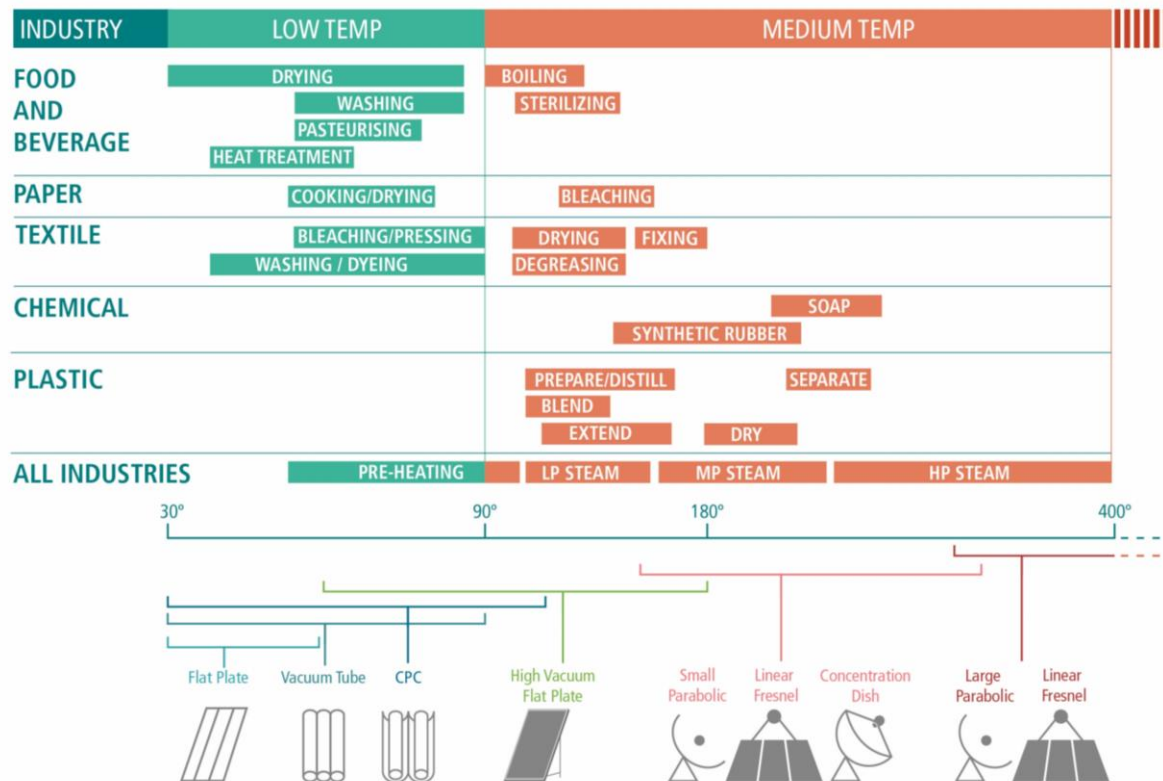 INDUSTRY LOW TEMP MEDIUM TEMP
FOOD
AND
BEVERAGE
DRYING BOILING
WASHING STERILIZING
PASTEURISING
HEAT TREATMENT
PAPER COOKING/DRYING BLEACHING
TEXTILE BLEACHING/PRESSING DRYING FIXING
WASHING / DYEING DEGREASING
CHEMICAL SOAP
SYNTHETIC RUBBER
PLASTIC PREPARE/DISTILL SEPARATE
BLEND
EXTEND DRY
ALL INDUSTRIES PRE-HEATING LP STEAM MP STEAM HP STEAM
30° 90° 180° 400°
Flat Plate
Vacuum Tube
CPC
High Vacuum
Flat Plate
Small
Parabolic
Linear
Fresnel
Concentration
Dish
Large
Parabolic
Linear
Fresnel